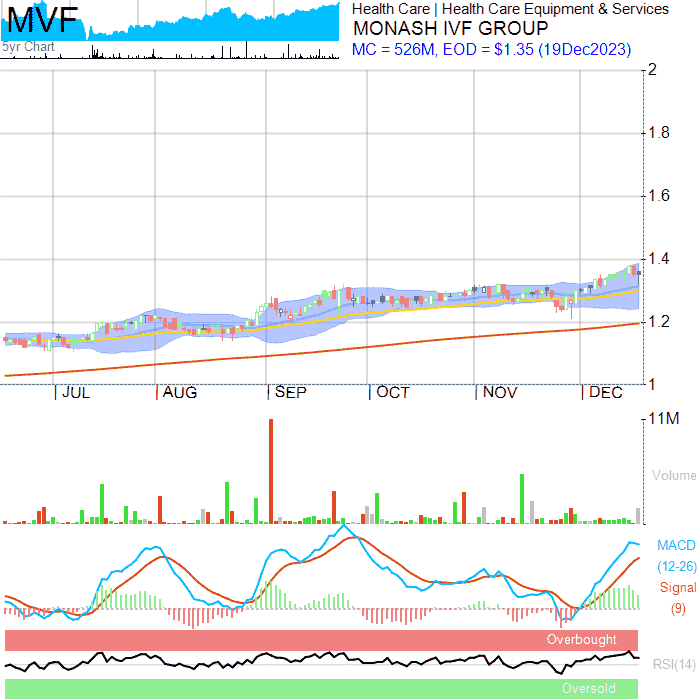 MVF
5yr Chart
Health Care | Health Care Equipment & Services
MONASH IVF GROUP
MC = 526M, EOD = $1.35 (19Dec2023)
2
1.8
1.6
1.4
1.2
1
JUL AUG SEP OCT NOV DEC
11M
Volume
MACD
(12-26)
Signal
(9)
Overbought
RSI(14)
Oversold